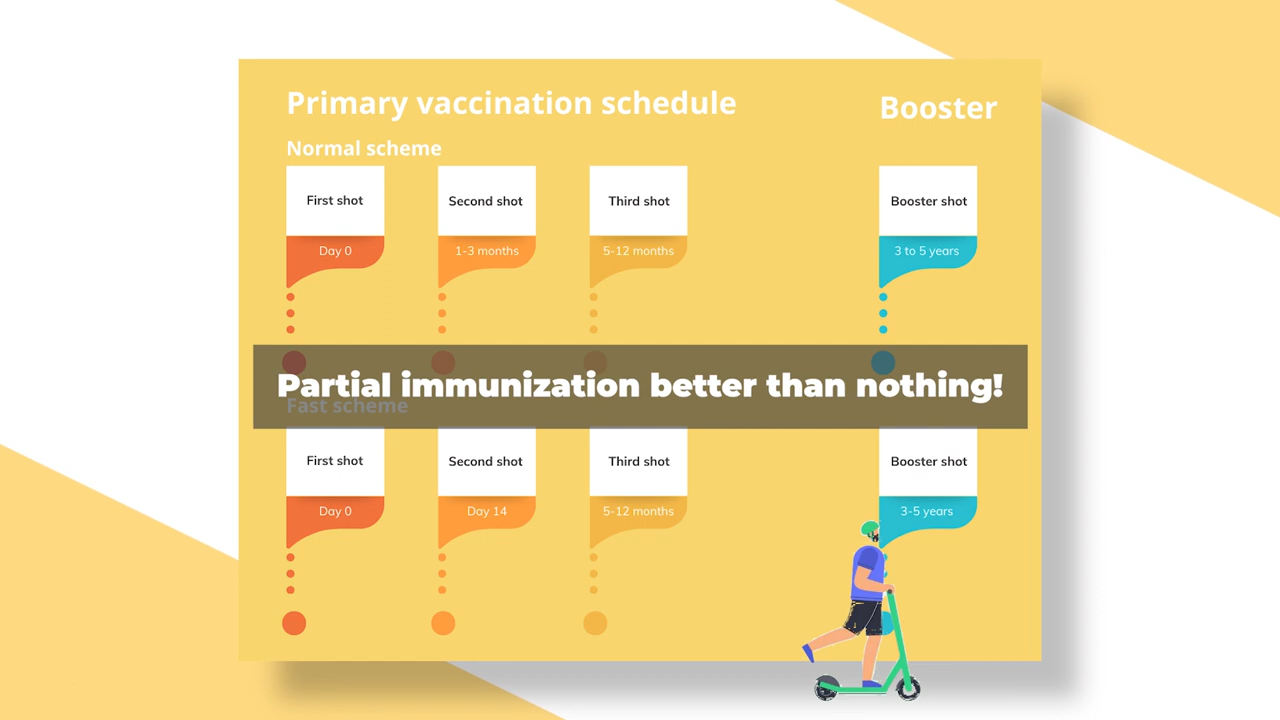 Primary vaccination schedule
Booster
Normal scheme
First shot
Second shot
Third shot
Booster shot
Day 0
1-3 months
5-12 months
3 to 5 years
Partial immunization better than nothing!
Fast scheme
First shot
Second shot
Third shot
Booster shot
Day 0
Day 14
5-12 months
3-5 years